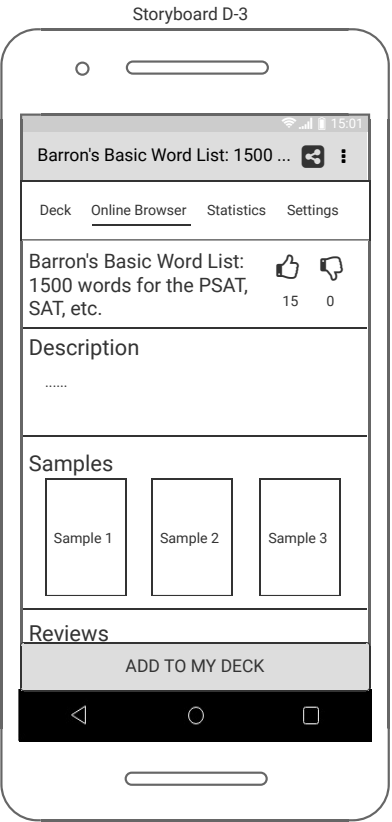 Storyboard D-3
15:01
Barron's Basic Word List: 1500 ...
Deck Online Browser Statistics Settings
Barron's Basic Word List:
1500 words for the PSAT,
SAT, etc.
15 0
Description
......
Samples
Sample 1 Sample 2 Sample 3
Reviews
ADD TO MY DECK